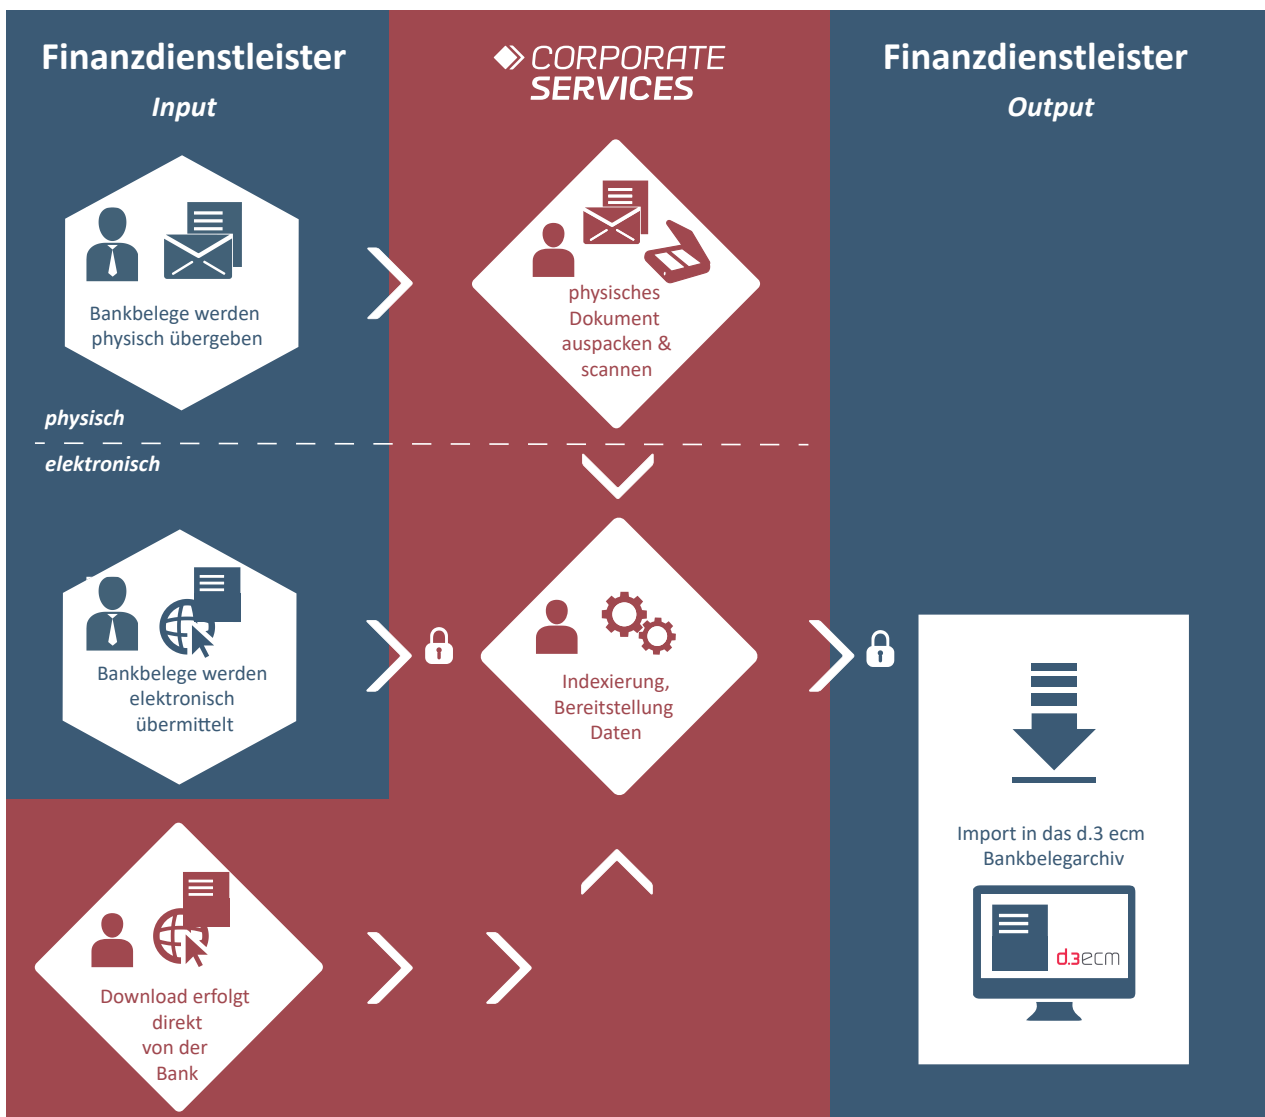 Finanzdienstleister
Input
CORPORATE
SERVICES
Finanzdienstleister
Output
Bankbelege werden
physisch übergeben
physisches
Dokument
auspacken &
scannen
physisch
elektronisch
Bankbelege werden
elektronisch
übermittelt
Indexierung,
Bereitstellung
Daten
Import in das d.3 ecm
Bankbelegarchiv
d.3ecm
Download erfolgt
direkt
von der
Bank